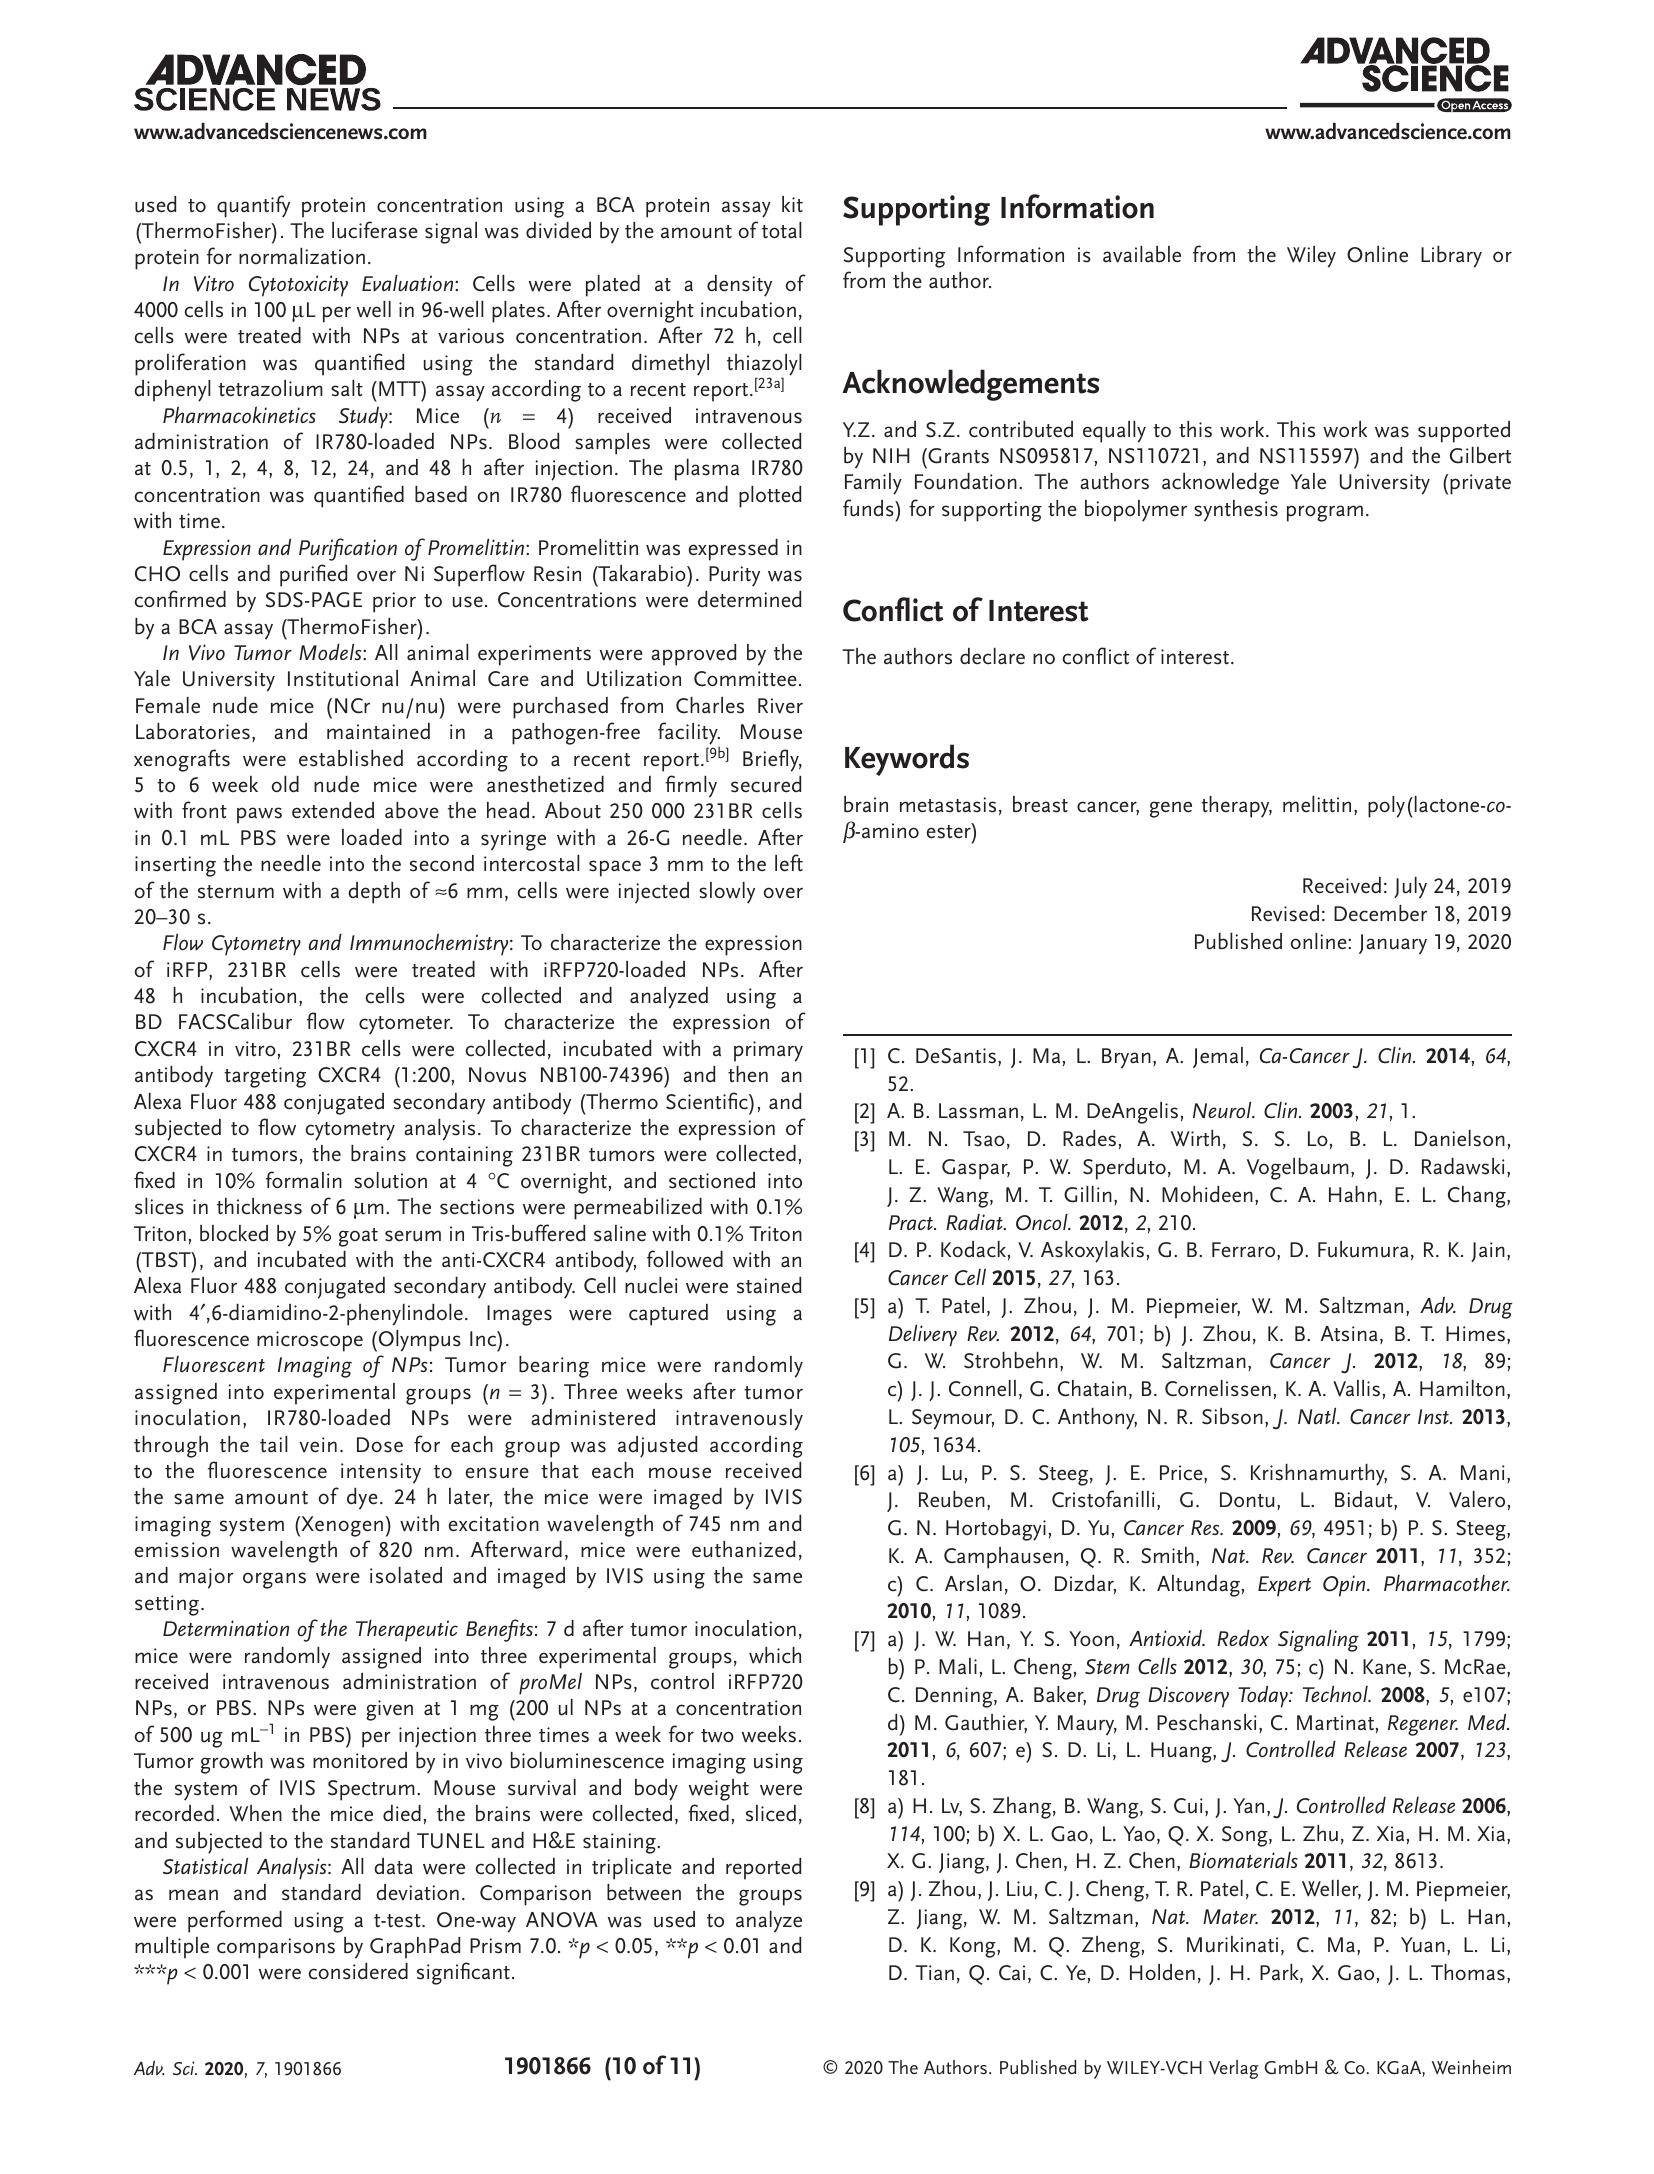 ADVANCED
SCIENCE NEWS
www.advancedsciencenews.com
ADVANCED
SCIENCE
Open Access
www.advancedscience.com
used to quantify protein concentration using a BCA protein assay kit
(ThermoFisher). The luciferase signal was divided by the amount of total
protein for normalization.
In Vitro Cytotoxicity Evaluation: Cells were plated at a density of
4000 cells in 100 µL per well in 96-well plates. After overnight incubation,
cells were treated with NPs at various concentration. After 72 h, cell
proliferation was quantified using the standard dimethyl thiazolyl
diphenyl tetrazolium salt (MTT) assay according to a recent report.[23a]
Pharmacokinetics Study: Mice (n = 4) received intravenous
administration of IR780-loaded NPs. Blood samples were collected
at 0.5, 1, 2, 4, 8, 12, 24, and 48 h after injection. The plasma IR780
concentration was quantified based on IR780 fluorescence and plotted
with time.
Expression and Purification of Promelittin: Promelittin was expressed in
CHO cells and purified over Ni Superflow Resin (Takarabio). Purity was
confirmed by SDS-PAGE prior to use. Concentrations were determined
by a BCA assay (ThermoFisher).
In Vivo Tumor Models: All animal experiments were approved by the
Yale University Institutional Animal Care and Utilization Committee.
Female nude mice (NCr nu/nu) were purchased from Charles River
Laboratories, and maintained in a pathogen-free facility. Mouse
xenografts were established according to a recent report.[9b] Briefly,
5 to 6 week old nude mice were anesthetized and firmly secured
with front paws extended above the head. About 250 000 231BR cells
in 0.1 mL PBS were loaded into a syringe with a 26-G needle. After
inserting the needle into the second intercostal space 3 mm to the left
of the sternum with a depth of ≈6 mm, cells were injected slowly over
20–30 s.
Flow Cytometry and Immunochemistry: To characterize the expression
of iRFP, 231BR cells were treated with iRFP720-loaded NPs. After
48 h incubation, the cells were collected and analyzed using a
BD FACSCalibur flow cytometer. To characterize the expression of
CXCR4 in vitro, 231BR cells were collected, incubated with a primary
antibody targeting CXCR4 (1:200, Novus NB100-74396) and then an
Alexa Fluor 488 conjugated secondary antibody (Thermo Scientific), and
subjected to flow cytometry analysis. To characterize the expression of
CXCR4 in tumors, the brains containing 231BR tumors were collected,
fixed in 10% formalin solution at 4 °C overnight, and sectioned into
slices in thickness of 6 µm. The sections were permeabilized with 0.1%
Triton, blocked by 5% goat serum in Tris-buffered saline with 0.1% Triton
(TBST), and incubated with the anti-CXCR4 antibody, followed with an
Alexa Fluor 488 conjugated secondary antibody. Cell nuclei were stained
with 4′,6-diamidino-2-phenylindole. Images were captured using a
fluorescence microscope (Olympus Inc).
Fluorescent Imaging of NPs: Tumor bearing mice were randomly
assigned into experimental groups (n = 3). Three weeks after tumor
inoculation, IR780-loaded NPs were administered intravenously
through the tail vein. Dose for each group was adjusted according
to the fluorescence intensity to ensure that each mouse received
the same amount of dye. 24 h later, the mice were imaged by IVIS
imaging system (Xenogen) with excitation wavelength of 745 nm and
emission wavelength of 820 nm. Afterward, mice were euthanized,
and major organs were isolated and imaged by IVIS using the same
setting.
Determination of the Therapeutic Benefits: 7 d after tumor inoculation,
mice were randomly assigned into three experimental groups, which
received intravenous administration of proMel NPs, control iRFP720
NPs, or PBS. NPs were given at 1 mg (200 ul NPs at a concentration
of 500 ug mL−1 in PBS) per injection three times a week for two weeks.
Tumor growth was monitored by in vivo bioluminescence imaging using
the system of IVIS Spectrum. Mouse survival and body weight were
recorded. When the mice died, the brains were collected, fixed, sliced,
and subjected to the standard TUNEL and H&E staining.
Statistical Analysis: All data were collected in triplicate and reported
as mean and standard deviation. Comparison between the groups
were performed using a t-test. One-way ANOVA was used to analyze
multiple comparisons by GraphPad Prism 7.0. *p < 0.05, **p < 0.01 and
***p < 0.001 were considered significant.
Supporting Information
Supporting Information is available from the Wiley Online Library or
from the author.
Acknowledgements
Y.Z. and S.Z. contributed equally to this work. This work was supported
by NIH (Grants NS095817, NS110721, and NS115597) and the Gilbert
Family Foundation. The authors acknowledge Yale University (private
funds) for supporting the biopolymer synthesis program.
Conflict of Interest
The authors declare no conflict of interest.
Keywords
brain metastasis, breast cancer, gene therapy, melittin, poly(lactone-co-
β-amino ester)
Received: July 24, 2019
Revised: December 18, 2019
Published online: January 19, 2020
[1] C. DeSantis, J. Ma, L. Bryan, A. Jemal, Ca-Cancer J. Clin. 2014, 64,
52.
[2] A. B. Lassman, L. M. DeAngelis, Neurol. Clin. 2003, 21, 1.
[3] M. N. Tsao, D. Rades, A. Wirth, S. S. Lo, B. L. Danielson,
L. E. Gaspar, P. W. Sperduto, M. A. Vogelbaum, J. D. Radawski,
J. Z. Wang, M. T. Gillin, N. Mohideen, C. A. Hahn, E. L. Chang,
Pract. Radiat. Oncol. 2012, 2, 210.
[4] D. P. Kodack, V. Askoxylakis, G. B. Ferraro, D. Fukumura, R. K. Jain,
Cancer Cell 2015, 27, 163.
[5] a) T. Patel, J. Zhou, J. M. Piepmeier, W. M. Saltzman, Adv. Drug
Delivery Rev. 2012, 64, 701; b) J. Zhou, K. B. Atsina, B. T. Himes,
G. W. Strohbehn, W. M. Saltzman, Cancer J. 2012, 18, 89;
c) J. J. Connell, G. Chatain, B. Cornelissen, K. A. Vallis, A. Hamilton,
L. Seymour, D. C. Anthony, N. R. Sibson, J. Natl. Cancer Inst. 2013,
105, 1634.
[6] a) J. Lu, P. S. Steeg, J. E. Price, S. Krishnamurthy, S. A. Mani,
J. Reuben, M. Cristofanilli, G. Dontu, L. Bidaut, V. Valero,
G. N. Hortobagyi, D. Yu, Cancer Res. 2009, 69, 4951; b) P. S. Steeg,
K. A. Camphausen, Q. R. Smith, Nat. Rev. Cancer 2011, 11, 352;
c) C. Arslan, O. Dizdar, K. Altundag, Expert Opin. Pharmacother.
2010, 11, 1089.
[7] a) J. W. Han, Y. S. Yoon, Antioxid. Redox Signaling 2011, 15, 1799;
b) P. Mali, L. Cheng, Stem Cells 2012, 30, 75; c) N. Kane, S. McRae,
C. Denning, A. Baker, Drug Discovery Today: Technol. 2008, 5, e107;
d) M. Gauthier, Y. Maury, M. Peschanski, C. Martinat, Regener. Med.
2011, 6, 607; e) S. D. Li, L. Huang, J. Controlled Release 2007, 123,
181.
[8] a) H. Lv, S. Zhang, B. Wang, S. Cui, J. Yan, J. Controlled Release 2006,
114, 100; b) X. L. Gao, L. Yao, Q. X. Song, L. Zhu, Z. Xia, H. M. Xia,
X. G. Jiang, J. Chen, H. Z. Chen, Biomaterials 2011, 32, 8613.
[9] a) J. Zhou, J. Liu, C. J. Cheng, T. R. Patel, C. E. Weller, J. M. Piepmeier,
Z. Jiang, W. M. Saltzman, Nat. Mater. 2012, 11, 82; b) L. Han,
D. K. Kong, M. Q. Zheng, S. Murikinati, C. Ma, P. Yuan, L. Li,
D. Tian, Q. Cai, C. Ye, D. Holden, J. H. Park, X. Gao, J. L. Thomas,
Adv. Sci. 2020, 7, 1901866
1901866 (10 of 11)
© 2020 The Authors. Published by WILEY-VCH Verlag GmbH & Co. KGaA, Weinheim